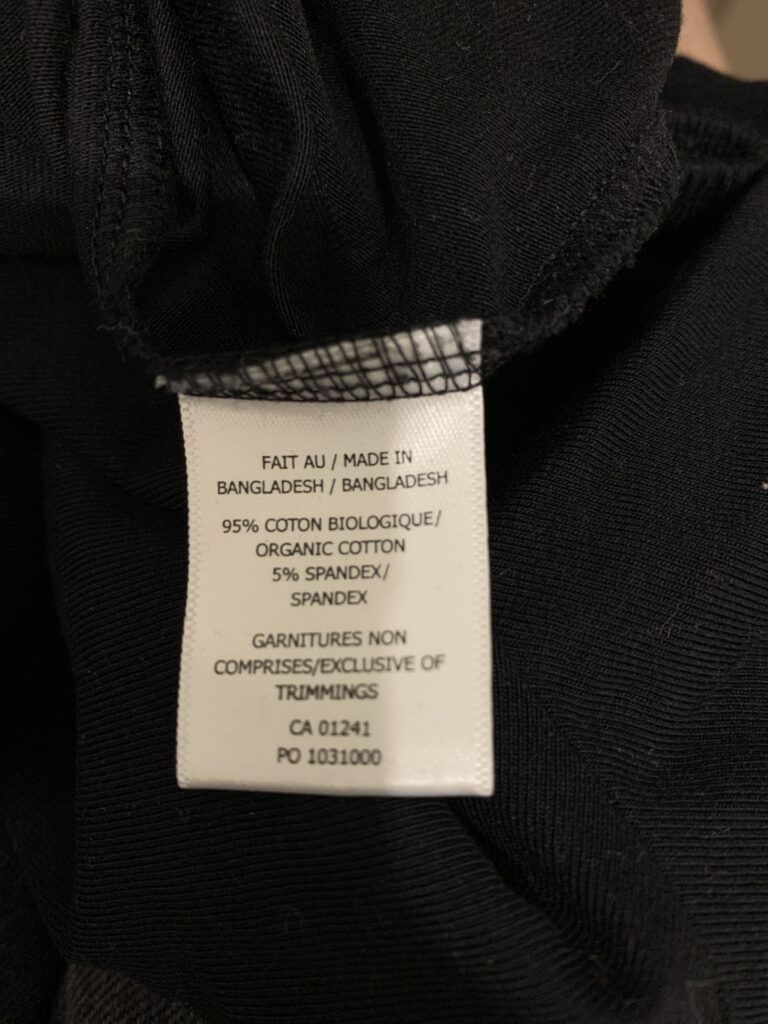 FAIT AU / MADE IN
BANGLADESH / BANGLADESH
95% COTON BIOLOGIQUE/
ORGANIC COTTON
5% SPANDEX/
SPANDEX
GARNITURES NON
COMPRISES/EXCLUSIVE OF
TRIMMINGS
CA 01241
PO 1031000